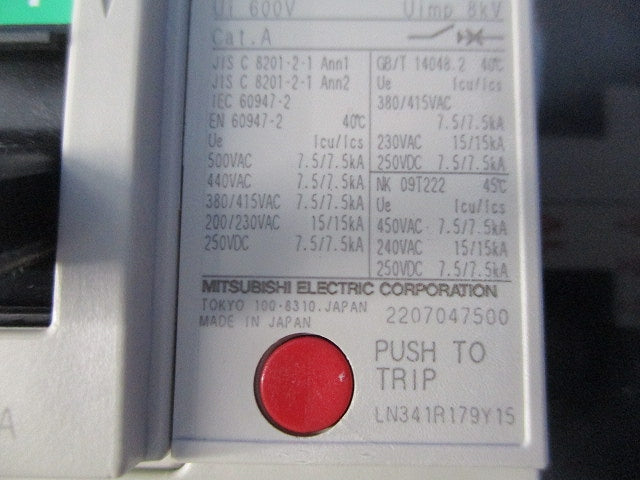 Ui 600V Uimp 8kV
Cat.A
JIS C 8201-2-1 Ann1
JIS C 8201-2-1 Ann2
IEC 60947-2
EN 60947-2 40℃
Ue Icu/Ics
500VAC 7.5/7.5kA
440VAC 7.5/7.5kA
380/415VAC 7.5/7.5kA
200/230VAC 15/15kA
250VDC 7.5/7.5kA
GB/T 14048.2 40℃
Ue Icu/Ics
380/415VAC
7.5/7.5kA
230VAC 15/15kA
250VDC 7.5/7.5kA
NK 09T222 45℃
Ue Icu/Ics
450VAC 7.5/7.5kA
240VAC 15/15kA
250VDC 7.5/7.5kA
MITSUBISHI ELECTRIC CORPORATION
TOKYO 100-8310,JAPAN
MADE IN JAPAN
2207047500
PUSH TO
TRIP
LN341R179Y15
A